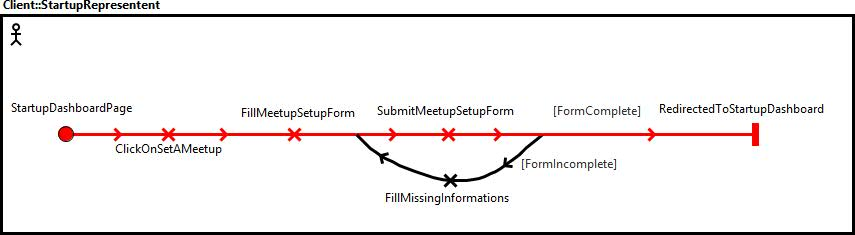 Client::StartupRepresentent
StartupDashboardPage
ClickOnSetAMeetup
FillMeetupSetupForm
SubmitMeetupSetupForm
[FormComplete]
RedirectedToStartupDashboard
[FormIncomplete]
FillMissingInformations